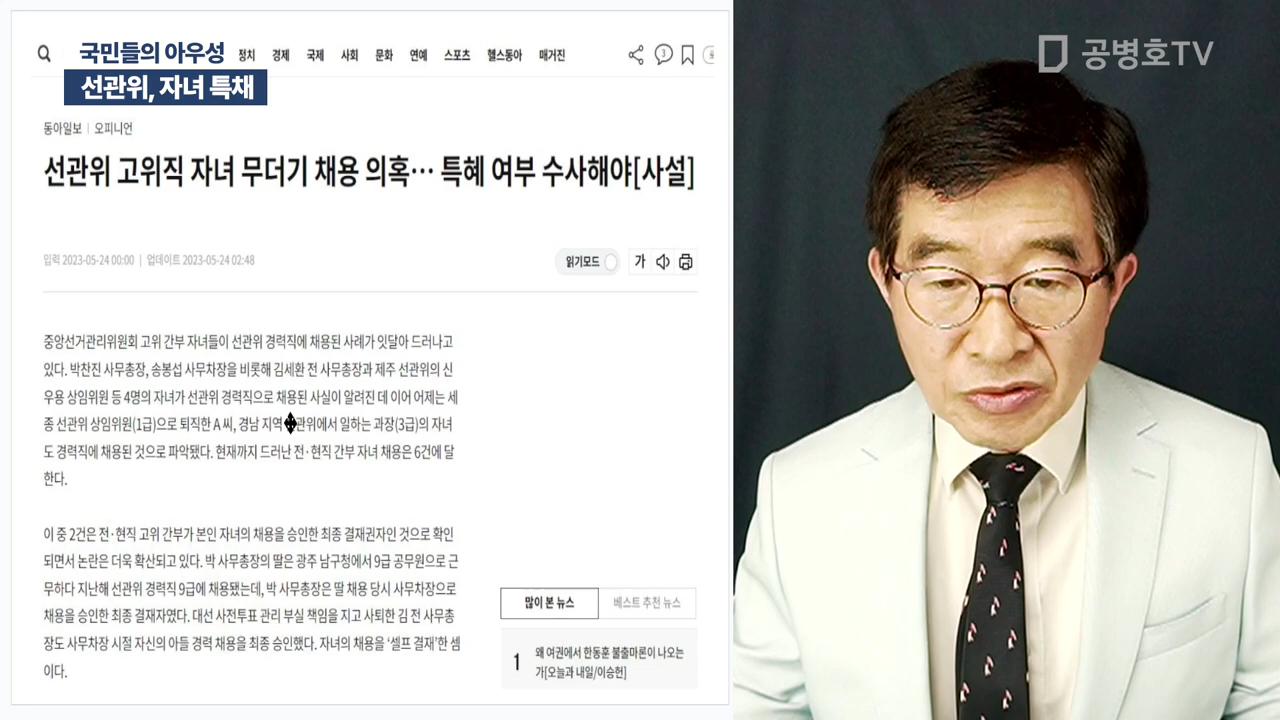 국민들의 아우성
선관위, 자녀 특채
정치 경제 국제 사회 문화 연예 스포츠 헬스동아 매거진
3
공병호TV
동아일보 | 오피니언
선관위 고위직 자녀 무더기 채용 의혹… 특혜 여부 수사해야[사설]
입력 2023-05-24 00:00 | 업데이트 2023-05-24 02:48
읽기모드 가
중앙선거관리위원회 고위 간부 자녀들이 선관위 경력직에 채용된 사례가 잇달아 드러나고
있다. 박찬진 사무총장, 송봉섭 사무차장을 비롯해 김세환 전 사무총장과 제주 선관위의 신
우용 상임위원 등 4명의 자녀가 선관위 경력직으로 채용된 사실이 알려진 데 이어 어제는 세
종 선관위 상임위원(1급)으로 퇴직한 A 씨, 경남 지역 관위에서 일하는 과장(3급)의 자녀
도 경력직에 채용된 것으로 파악됐다. 현재까지 드러난 전·현직 간부 자녀 채용은 6건에 달
한다.
이 중 2건은 전·현직 고위 간부가 본인 자녀의 채용을 승인한 최종 결재권자인 것으로 확인
되면서 논란은 더욱 확산되고 있다. 박 사무총장의 딸은 광주 남구청에서 9급 공무원으로 근
무하다 지난해 선관위 경력직 9급에 채용됐는데, 박 사무총장은 딸 채용 당시 사무차장으로
채용을 승인한 최종 결재자였다. 대선 사전투표 관리 부실 책임을 지고 사퇴한 김 전 사무총
장도 사무차장 시절 자신의 아들 경력 채용을 최종 승인했다. 자녀의 채용을 ‘셀프 결재’한 셈
이다.
많이 본 뉴스 베스트 추천 뉴스
1 왜 여권에서 한동훈 불출마론이 나오는
가[오늘과 내일/이승헌]